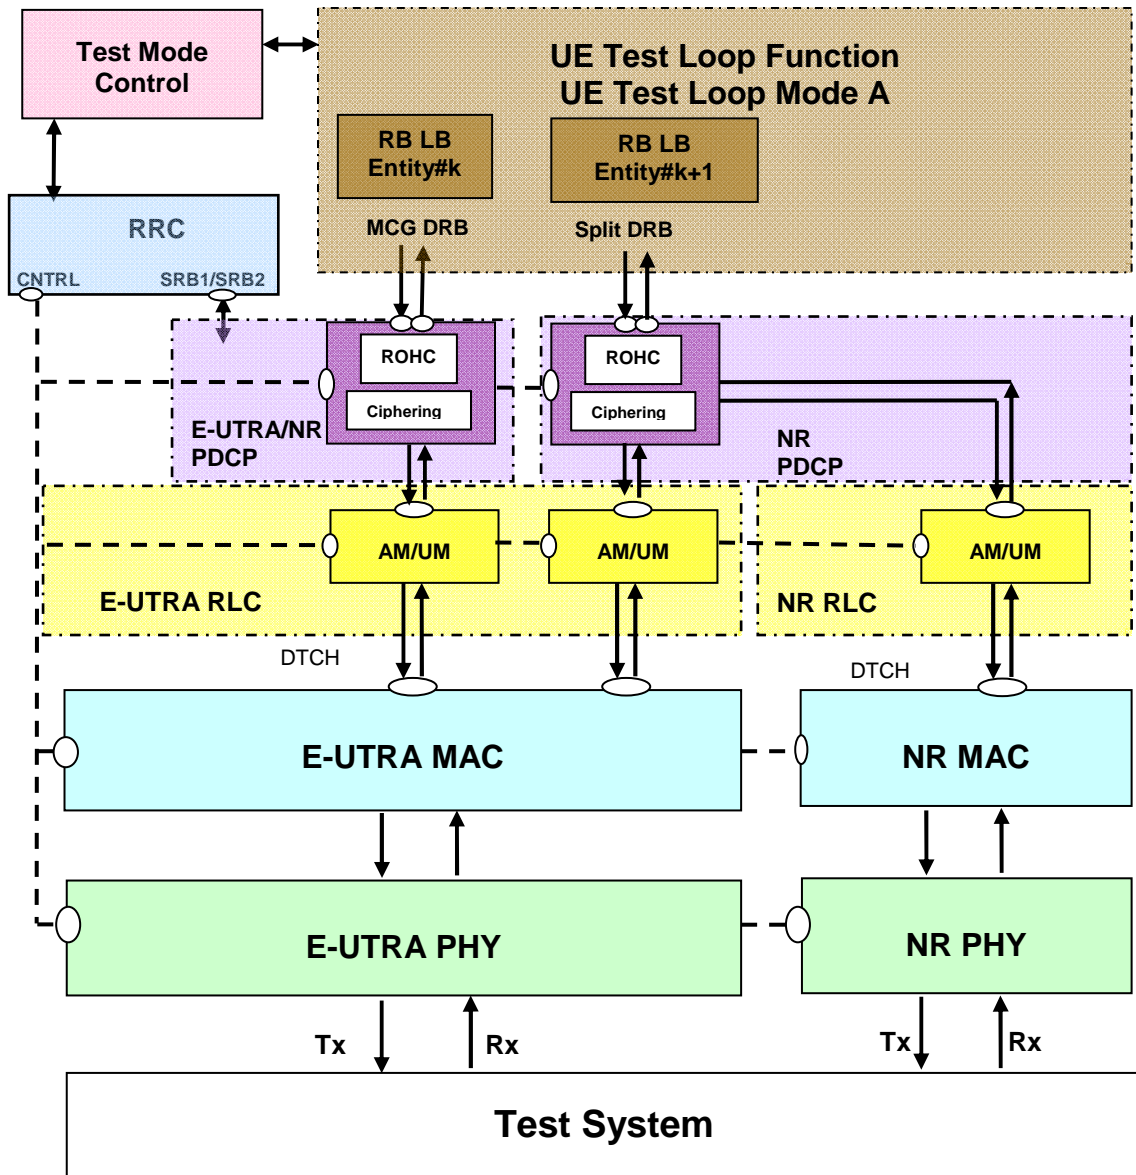 Test Mode
Control
UE Test Loop Function
UE Test Loop Mode A
RB LB
Entity#k
RB LB
Entity#k+1
MCG DRB
Split DRB
RRC
CNTRL
SRB1/SRB2
ROHC
Ciphering
E-UTRA/NR
PDCP
ROHC
Ciphering
NR
PDCP
AM/UM
AM/UM
AM/UM
E-UTRA RLC
NR RLC
DTCH
DTCH
E-UTRA MAC
NR MAC
E-UTRA PHY
NR PHY
Tx
Rx
Tx
Rx
Test System